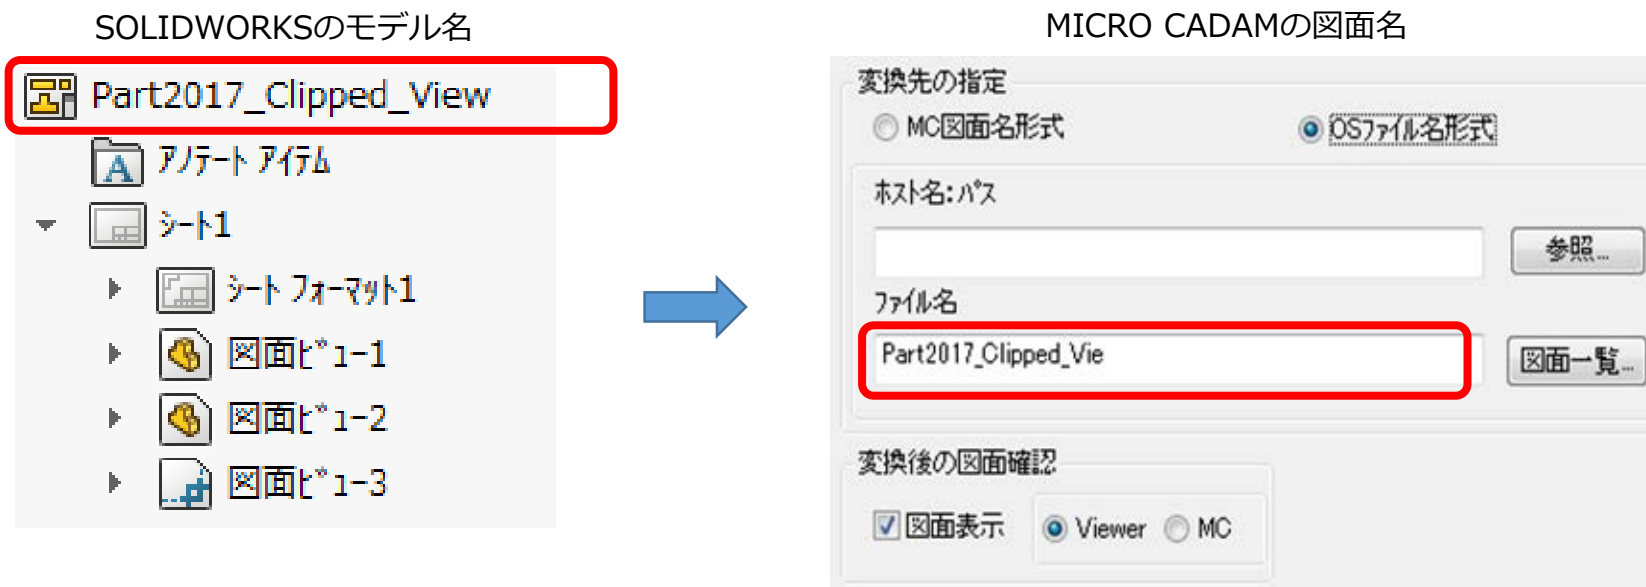 SOLIDWORKSのモデル名
Part2017_Clipped_View
アノテート アイテム
シート1
シート フォーマット1
図面ビュー1
図面ビュー2
図面ビュー3
MICRO CADAMの図面名
変換先の指定
MC図面名形式
OSファイル名形式
ホスト名:パス
参照...
ファイル名
Part2017_Clipped_Vie
図面一覧...
変換後の図面確認
図面表示
Viewer
MC